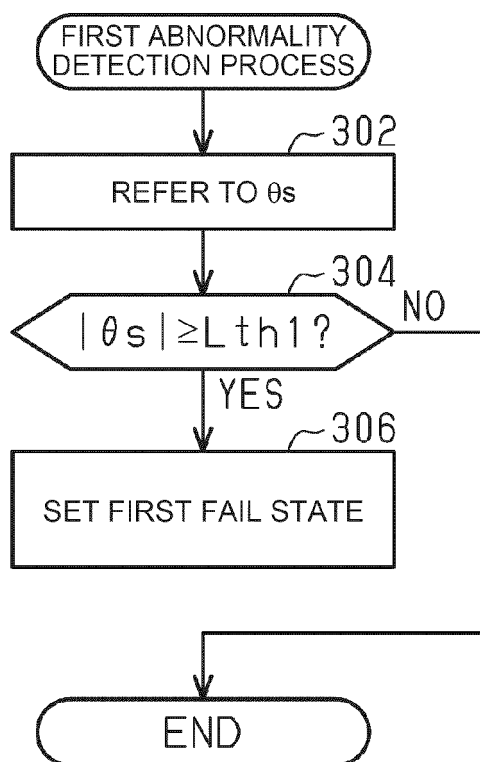 FIRST ABNORMALITY
DETECTION PROCESS
302
REFER TO θs
304
|θs|≥Lth1?
NO
YES
306
SET FIRST FAIL STATE
END